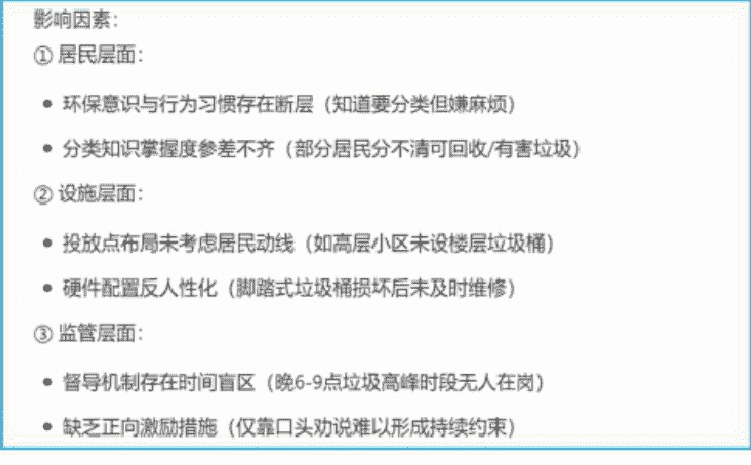 影响因素：
① 居民层面：
● 环保意识与行为习惯存在断层（知道要分类但嫌麻烦）
● 分类知识掌握度参差不齐（部分居民分不清可回收/有害垃圾）
② 设施层面：
● 投放点布局未考虑居民动线（如高层小区未设楼层垃圾桶）
● 硬件配置反人性化（脚踏式垃圾桶损坏后未及时维修）
③ 监管层面：
● 督导机制存在时间盲区（晚6-9点垃圾高峰时段无人在岗）
● 缺乏正向激励措施（仅靠口头劝说难以形成持续约束）